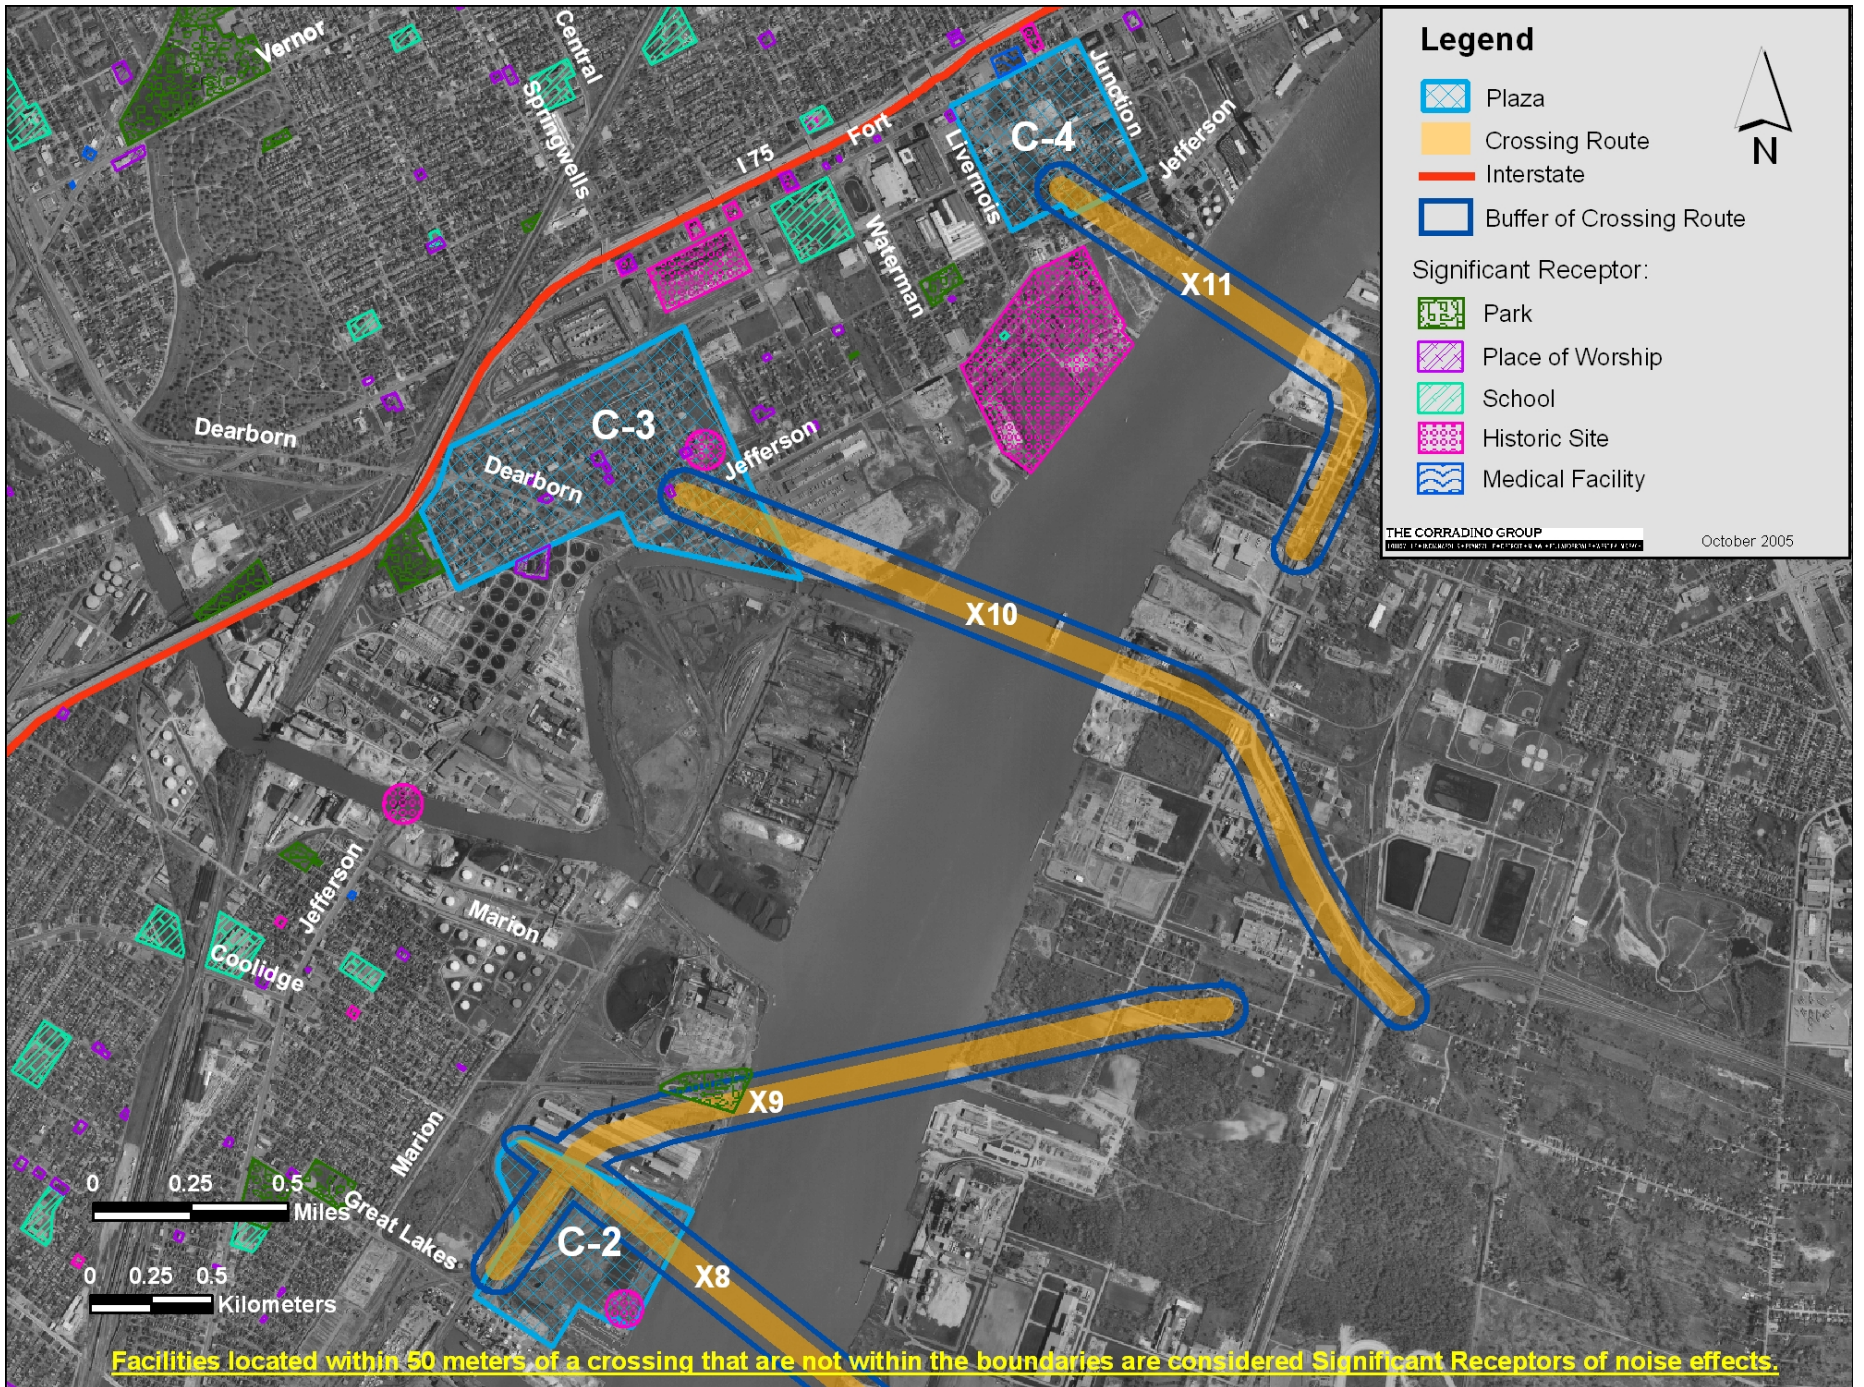 Legend
Plaza
Crossing Route
Interstate
Buffer of Crossing Route
Significant Receptor:
Park
Place of Worship
School
Historic Site
Medical Facility
N
THE CORRADINO GROUP
October 2005
Vernor
Central
Springwells
I 75
Fort
Livernois
C-4
Junction
Jefferson
Waterman
X11
Dearborn
C-3
Dearborn
Jefferson
X10
Jefferson
Marion
Coolidge
X9
Marion
Great Lakes
C-2
X8
0 0.25 0.5
Miles
0 0.25 0.5
Kilometers
Facilities located within 50 meters of a crossing that are not within the boundaries are considered Significant Receptors of noise effects.